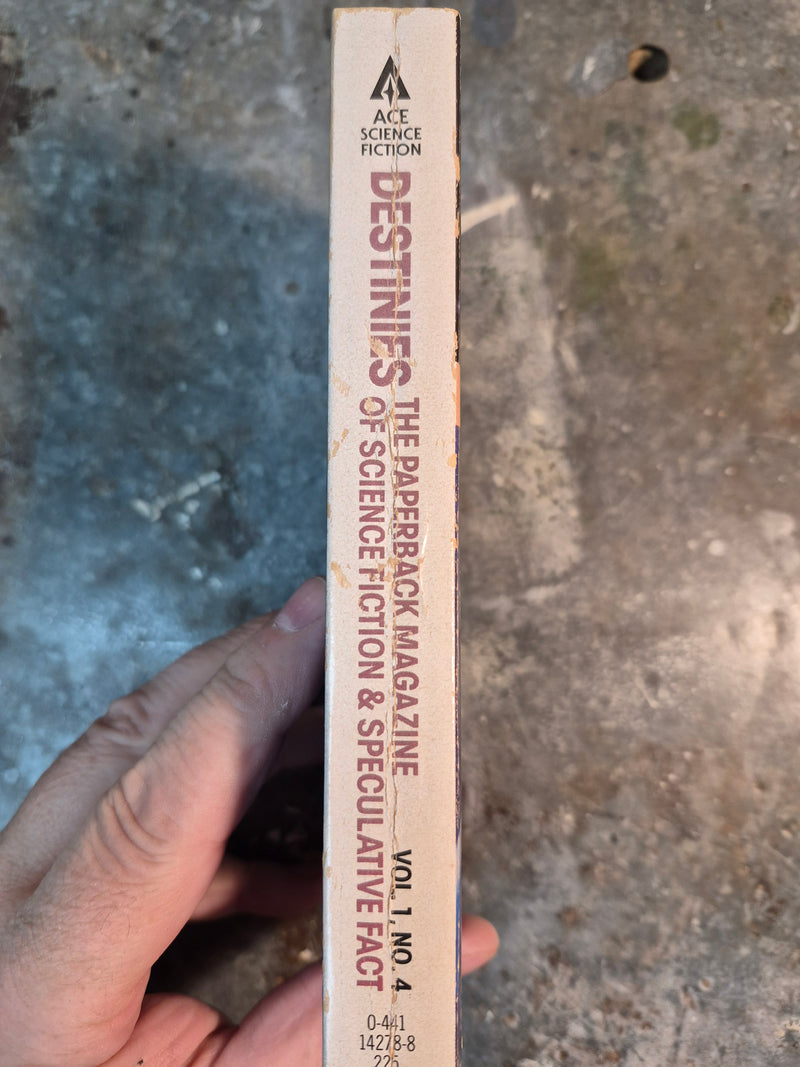 ACE
SCIENCE
FICTION
DESTINIES
THE PAPERBACK MAGAZINE
OF SCIENCE FICTION & SPECULATIVE FACT
VOL. 1, NO. 4
0-441
14278-8
225